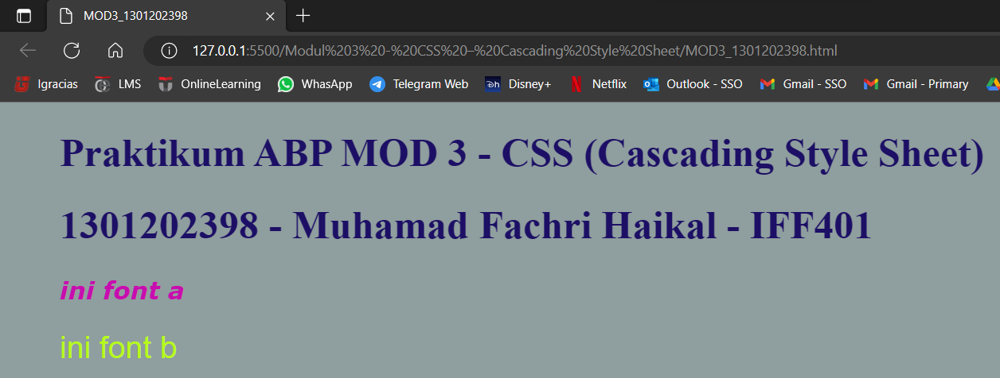 MOD3_1301202398
127.0.0.1:5500/Modul%203%20-%20CSS%20–%20Cascading%20Style%20Sheet/MOD3_1301202398.html
Igracias LMS OnlineLearning WhasApp Telegram Web Disney+ Netflix Outlook - SSO Gmail - SSO Gmail - Primary
Praktikum ABP MOD 3 - CSS (Cascading Style Sheet)
1301202398 - Muhamad Fachri Haikal - IFF401
ini font a
ini font b